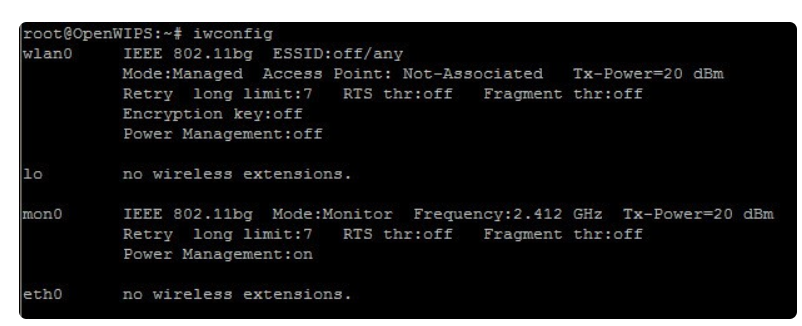 root@OpenWIPS:~# iwconfig
wlan0     IEEE 802.11bg  ESSID:off/any
          Mode:Managed  Access Point: Not-Associated   Tx-Power=20 dBm
          Retry  long limit:7   RTS thr:off   Fragment thr:off
          Encryption key:off
          Power Management:off
lo        no wireless extensions.
mon0      IEEE 802.11bg  Mode:Monitor  Frequency:2.412 GHz  Tx-Power=20 dBm
          Retry  long limit:7   RTS thr:off   Fragment thr:off
          Power Management:on
eth0      no wireless extensions.